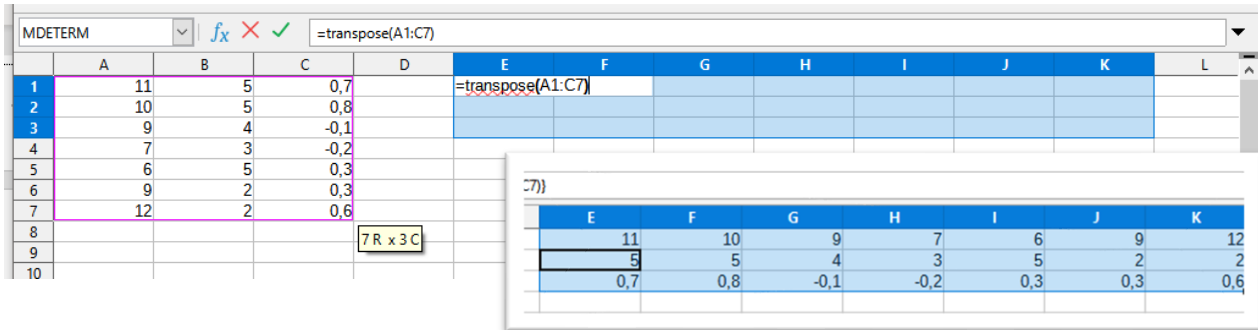 MDETERM fx =transpose(A1:C7)
A B C D E F G H I J K L
1 11 5 0,7 =transpose(A1:C7)
2 10 5 0,8
3 9 4 -0,1
4 7 3 -0,2
5 6 5 0,3
6 9 2 0,3
7 12 2 0,6
8
7 R x 3 C
9
10
C7)}
E F G H I J K
11 10 9 7 6 9 12
5 5 4 3 5 2 2
0,7 0,8 -0,1 -0,2 0,3 0,3 0,6